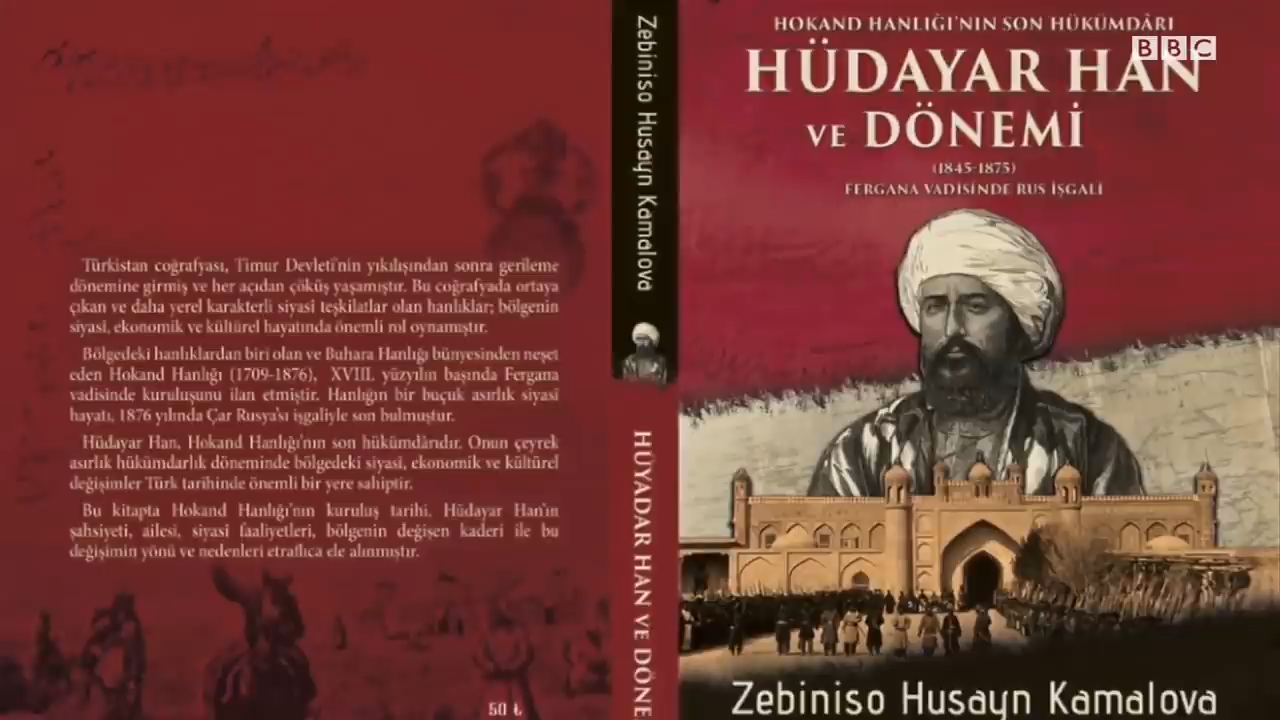 Türkistan coğrafyası, Timur Devleti'nin yıkılışından sonra gerileme
dönemine girmiş ve her açıdan çöküş yaşamıştır. Bu coğrafyada ortaya
çıkan ve daha yerel karakterli siyasi teşkilatlar olan hanlıklar; bölgenin
siyasi, ekonomik ve kültürel hayatında önemli rol oynamıştır.
Bölgedeki hanlıklardan biri olan ve Buhara Hanlığı bünyesinden neşet
eden Hokand Hanlığı (1709-1876), XVIII. yüzyılın başında Fergana
vadisinde kuruluşunu ilan etmiştir. Hanlığın bir buçuk asırlık siyasi
hayatı, 1876 yılında Çar Rusya'sı işgaliyle son bulmuştur.
Hüdayar Han, Hokand Hanlığı'nın son hükümdârıdır. Onun çeyrek
asırlık hükümdarlık döneminde bölgedeki siyasi, ekonomik ve kültürel
değişimler Türk tarihinde önemli bir yere sahiptir.
Bu kitapta Hokand Hanlığı'nın kuruluş tarihi, Hüdayar Han'ın
şahsiyeti, ailesi, siyasi faaliyetleri, bölgenin değişen kaderi ile bu
değişimin yönü ve nedenleri etraflıca ele alınmıştır.
50 ₺
Zebiniso Husayn Kamalova
HÜYADAR HAN VE DÖNE
HOKAND HANLIĞI'NIN SON HÜKÜMDÂRI
BBC
HÜDAYAR HAN
VE DÖNEMİ
(1845-1875)
FERGANA VADİSİNDE RUS İŞGALİ
Zebiniso Husayn Kamalova